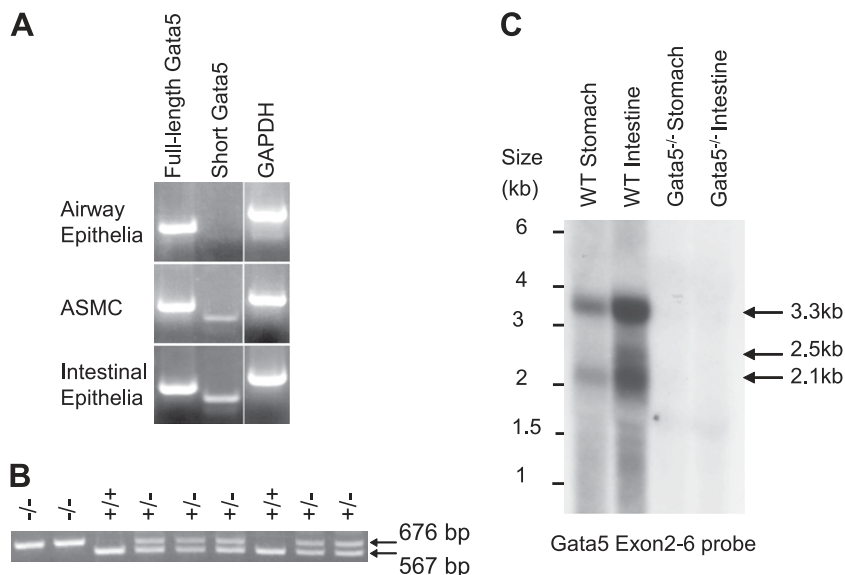 A
Full-length Gata5
Short Gata5
GAPDH
Airway
Epithelia
ASMC
Intestinal
Epithelia
B
-/-
-/-
+/+
+/-
+/-
+/-
+/+
+/-
+/-
676 bp
567 bp
C
Size
(kb)
WT Stomach
WT Intestine
Gata5-/- Stomach
Gata5-/- Intestine
6
4
3
2
1.5
1
3.3kb
2.5kb
2.1kb
Gata5 Exon2-6 probe